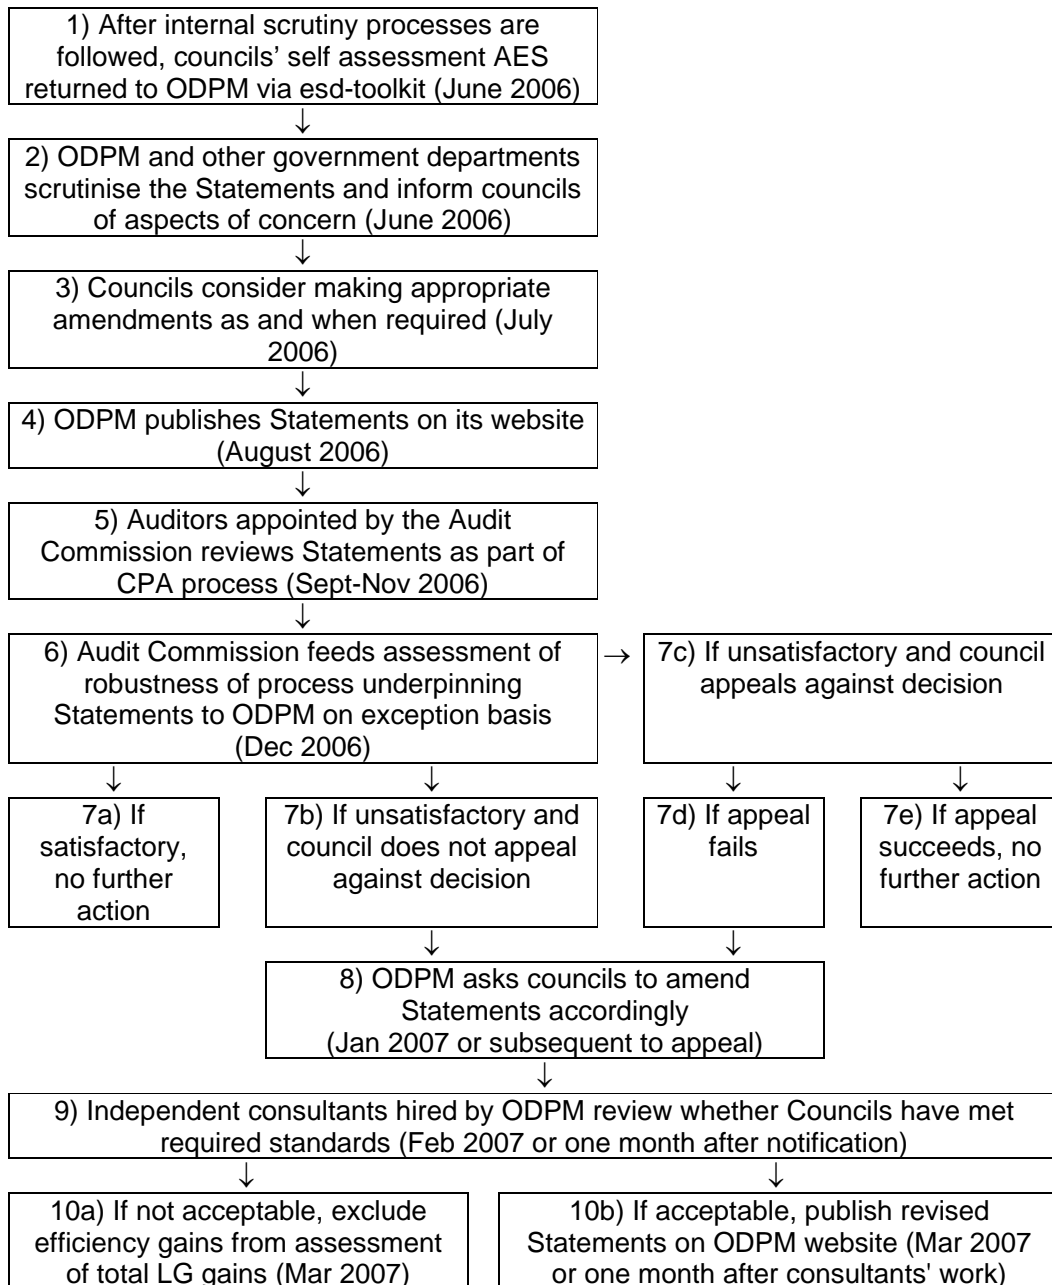 1) After internal scrutiny processes are
followed, councils’ self assessment AES
returned to ODPM via esd-toolkit (June 2006)
↓
2) ODPM and other government departments
scrutinise the Statements and inform councils
of aspects of concern (June 2006)
↓
3) Councils consider making appropriate
amendments as and when required (July
2006)
↓
4) ODPM publishes Statements on its website
(August 2006)
↓
5) Auditors appointed by the Audit
Commission reviews Statements as part of
CPA process (Sept-Nov 2006)
↓
6) Audit Commission feeds assessment of
robustness of process underpinning
Statements to ODPM on exception basis
(Dec 2006)
→
7c) If unsatisfactory and council
appeals against decision
↓ ↓ ↓ ↓
7a) If
satisfactory,
no further
action
7b) If unsatisfactory and
council does not appeal
against decision
7d) If appeal
fails
7e) If appeal
succeeds, no
further action
↓ ↓
8) ODPM asks councils to amend
Statements accordingly
(Jan 2007 or subsequent to appeal)
↓
9) Independent consultants hired by ODPM review whether Councils have met
required standards (Feb 2007 or one month after notification)
↓ ↓
10a) If not acceptable, exclude
efficiency gains from assessment
of total LG gains (Mar 2007)
10b) If acceptable, publish revised
Statements on ODPM website (Mar 2007
or one month after consultants' work)